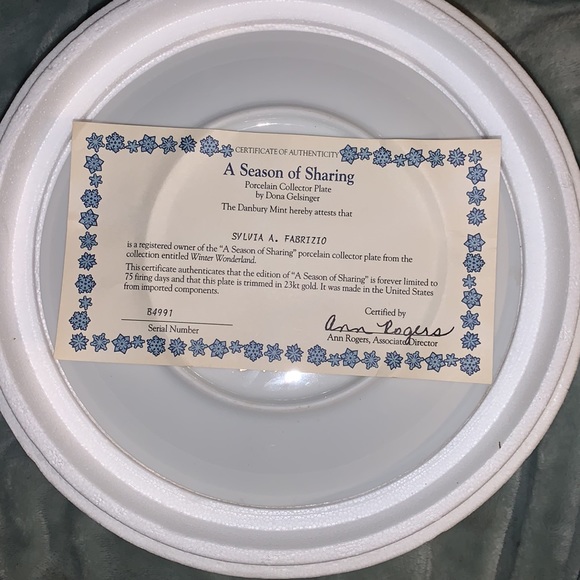 CERTIFICATE OF AUTHENTICITY
A Season of Sharing
Porcelain Collector Plate
by Dona Gelsinger
The Danbury Mint hereby attests that
SYLVIA A. FABRIZIO
is a registered owner of the "A Season of Sharing" porcelain collector plate from the
collection entitled Winter Wonderland.
This certificate authenticates that the edition of "A Season of Sharing" is forever limited to
75 firing days and that this plate is trimmed in 23kt gold. It was made in the United States
from imported components.
B4991
Serial Number
Certified by
Ann Rogers
Ann Rogers, Associate Director